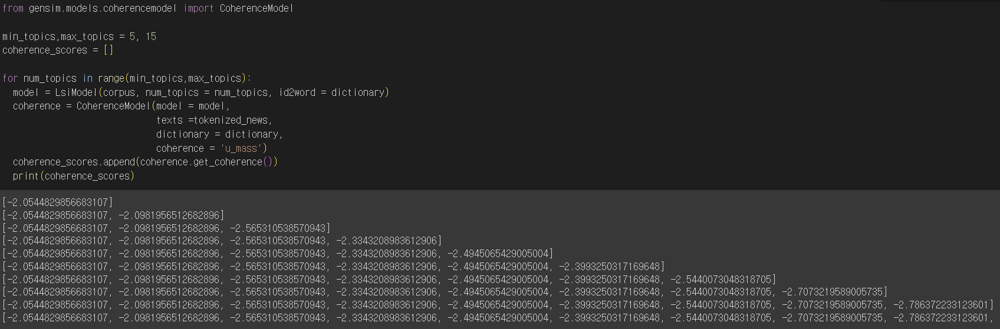 from gensim.models.coherencemodel import CoherenceModel
min_topics,max_topics = 5, 15
coherence_scores = []
for num_topics in range(min_topics,max_topics):
model = LsiModel(corpus, num_topics = num_topics, id2word = dictionary)
coherence = CoherenceModel(model = model,
texts =tokenized_news,
dictionary = dictionary,
coherence = 'u_mass')
coherence_scores.append(coherence.get_coherence())
print(coherence_scores)
[-2.0544829856683107]
[-2.0544829856683107, -2.0981956512682896]
[-2.0544829856683107, -2.0981956512682896, -2.565310538570943]
[-2.0544829856683107, -2.0981956512682896, -2.565310538570943, -2.3343208983612906]
[-2.0544829856683107, -2.0981956512682896, -2.565310538570943, -2.3343208983612906, -2.4945065429005004]
[-2.0544829856683107, -2.0981956512682896, -2.565310538570943, -2.3343208983612906, -2.4945065429005004, -2.3993250317169648]
[-2.0544829856683107, -2.0981956512682896, -2.565310538570943, -2.3343208983612906, -2.4945065429005004, -2.3993250317169648, -2.5440073048318705]
[-2.0544829856683107, -2.0981956512682896, -2.565310538570943, -2.3343208983612906, -2.4945065429005004, -2.3993250317169648, -2.5440073048318705, -2.7073219589005735]
[-2.0544829856683107, -2.0981956512682896, -2.565310538570943, -2.3343208983612906, -2.4945065429005004, -2.3993250317169648, -2.5440073048318705, -2.7073219589005735, -2.786372233123601]
[-2.0544829856683107, -2.0981956512682896, -2.565310538570943, -2.3343208983612906, -2.4945065429005004, -2.3993250317169648, -2.5440073048318705, -2.7073219589005735, -2.786372233123601,